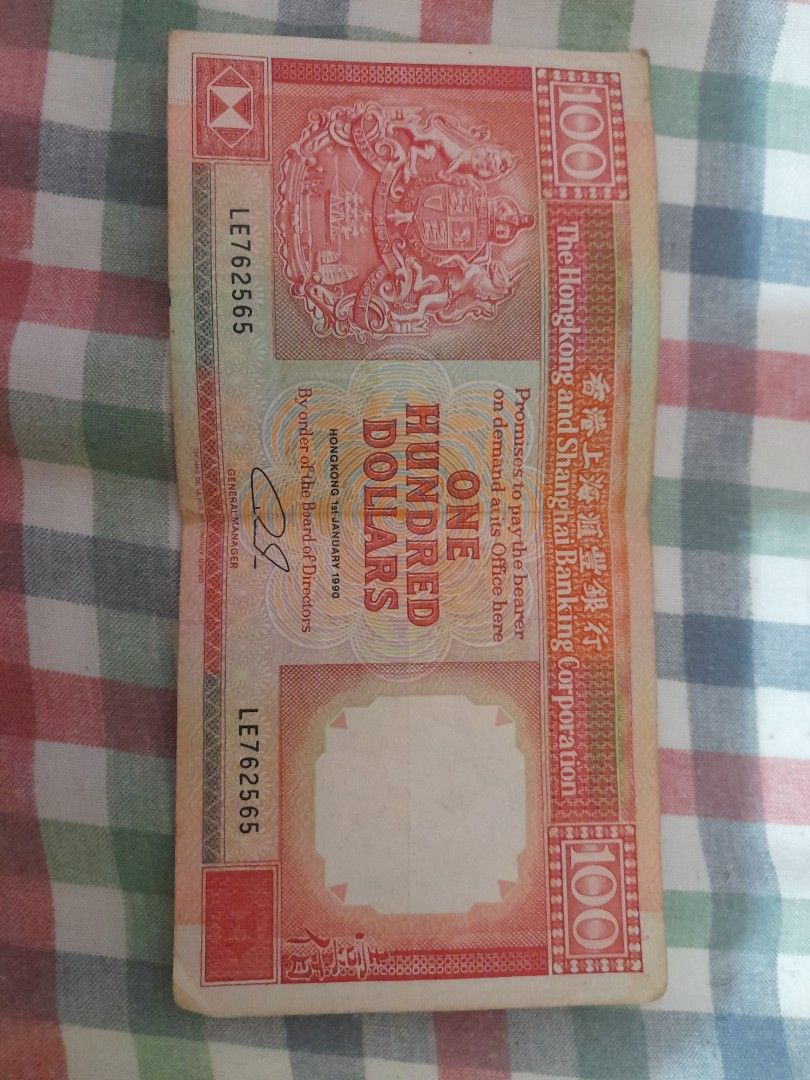 100
香港上海滙豐銀行
The Hongkong and Shanghai Banking Corporation
100
Promises to pay the bearer
on demand at its Office here
ONE
HUNDRED
DOLLARS
HONGKONG 1st JANUARY 1990
By order of the Board of Directors
LE762565
GENERAL MANAGER
LE762565
壹佰